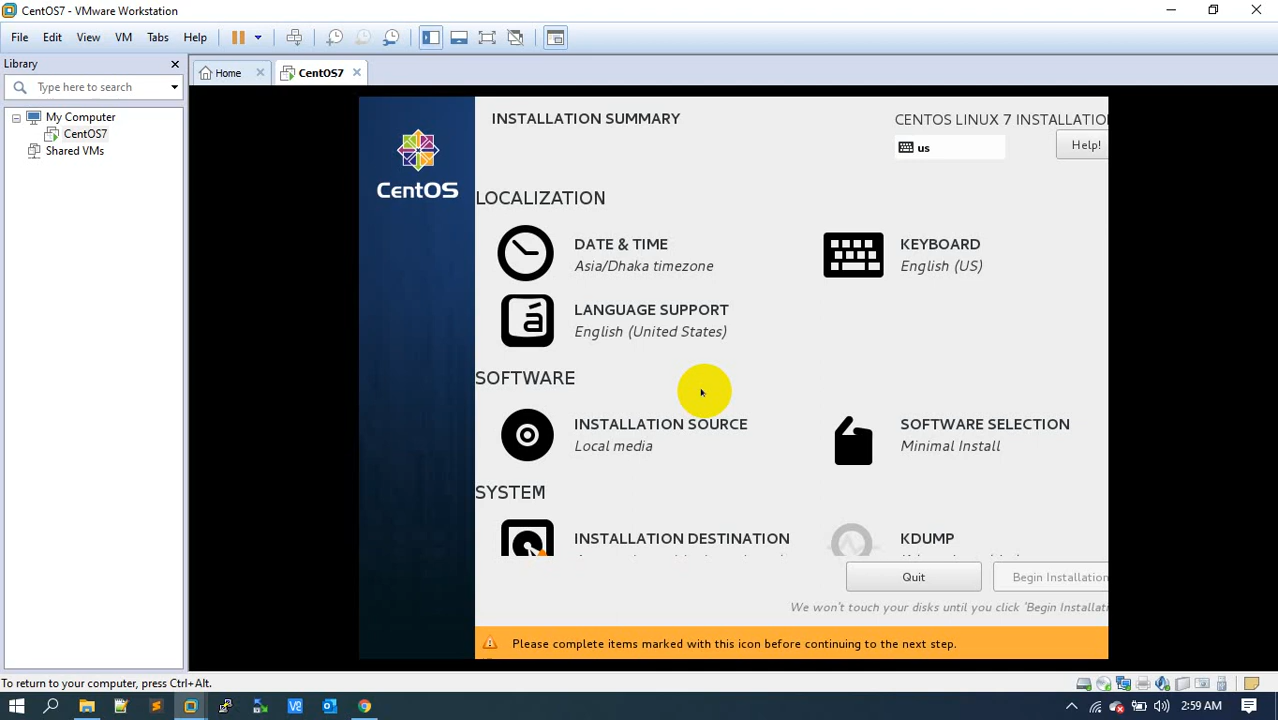 CentOS7 - VMware Workstation
File Edit View VM Tabs Help
Library
Type here to search
My Computer
CentOS7
Shared VMs
Home
CentOS7
CentOS
INSTALLATION SUMMARY
CENTOS LINUX 7 INSTALLATIO
us
Help!
LOCALIZATION
DATE & TIME
Asia/Dhaka timezone
KEYBOARD
English (US)
LANGUAGE SUPPORT
English (United States)
SOFTWARE
INSTALLATION SOURCE
Local media
SOFTWARE SELECTION
Minimal Install
SYSTEM
INSTALLATION DESTINATION
KDUMP
Quit
Begin Installation
We won't touch your disks until you click 'Begin Installati
Please complete items marked with this icon before continuing to the next step.
To return to your computer, press Ctrl+Alt.
2:59 AM